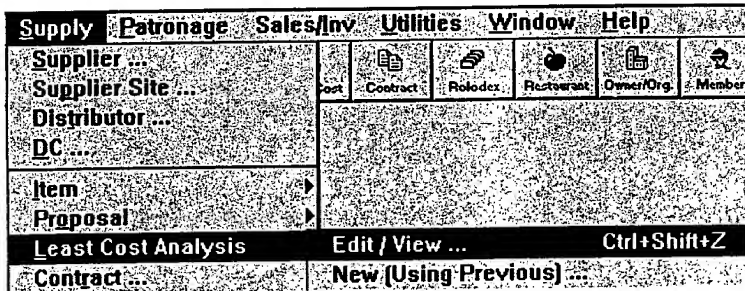 Supply Patronage Sales/Inv Utilities Window Help
Supplier ...
Supplier Site ...
Cost Contract Rolodex Restaurant Owner/Org. Member
Distributor ...
DC ...
Item
Proposal
Least Cost Analysis Edit / View ... Ctrl+Shift+Z
Contract ... New (Using Previous) ...